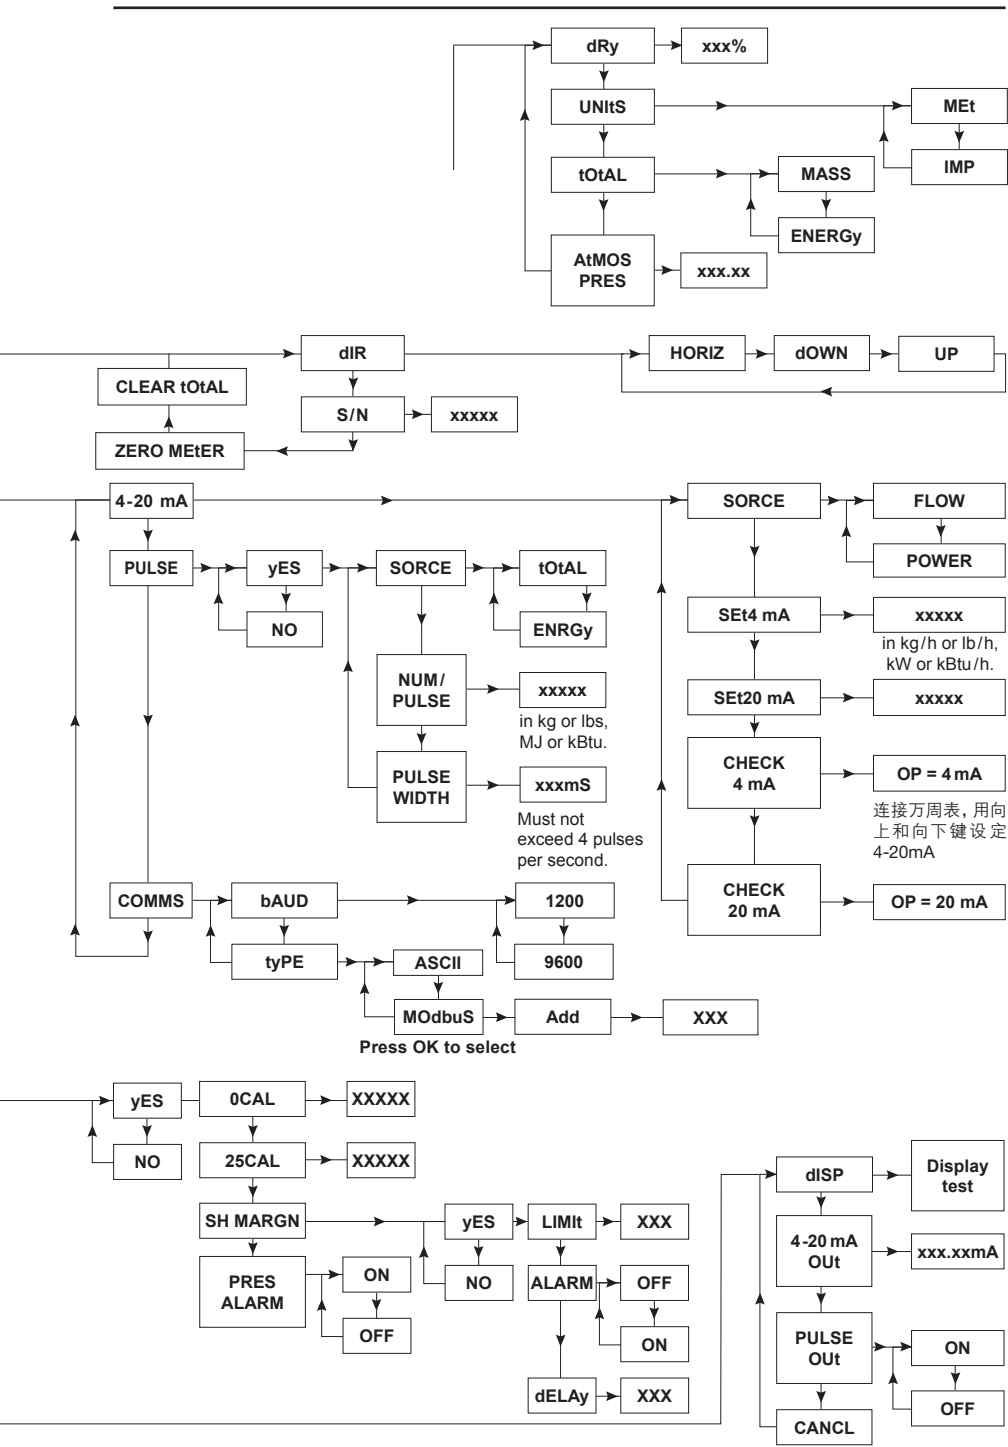 dRy
xxx%
UNItS
MEt
IMP
tOtAL
MASS
ENERGy
AtMOS
PRES
xxx.xx
dIR
HORIZ
dOWN
UP
CLEAR tOtAL
S/N
xxxxx
ZERO MEtER
4-20 mA
SORCE
FLOW
POWER
PULSE
yES
SORCE
tOtAL
NO
ENRGy
SEt4 mA
xxxxx
in kg/h or lb/h,
kW or kBtu/h.
NUM/
PULSE
xxxxx
in kg or lbs,
MJ or kBtu.
SEt20 mA
xxxxx
PULSE
WIDTH
xxxmS
Must not
exceed 4 pulses
per second.
CHECK
4 mA
OP = 4 mA
连接万周表，用向
上和向下键设定
4-20mA
CHECK
20 mA
OP = 20 mA
COMMS
bAUD
1200
9600
tyPE
ASCII
MOdbuS
Add
XXX
Press OK to select
yES
0CAL
XXXXX
NO
25CAL
XXXXX
SH MARGN
yES
LIMIt
XXX
NO
ALARM
OFF
ON
PRES
ALARM
ON
OFF
dELAy
XXX
dISP
Display
test
4-20 mA
OUt
xxx.xxmA
PULSE
OUt
ON
OFF
CANCL